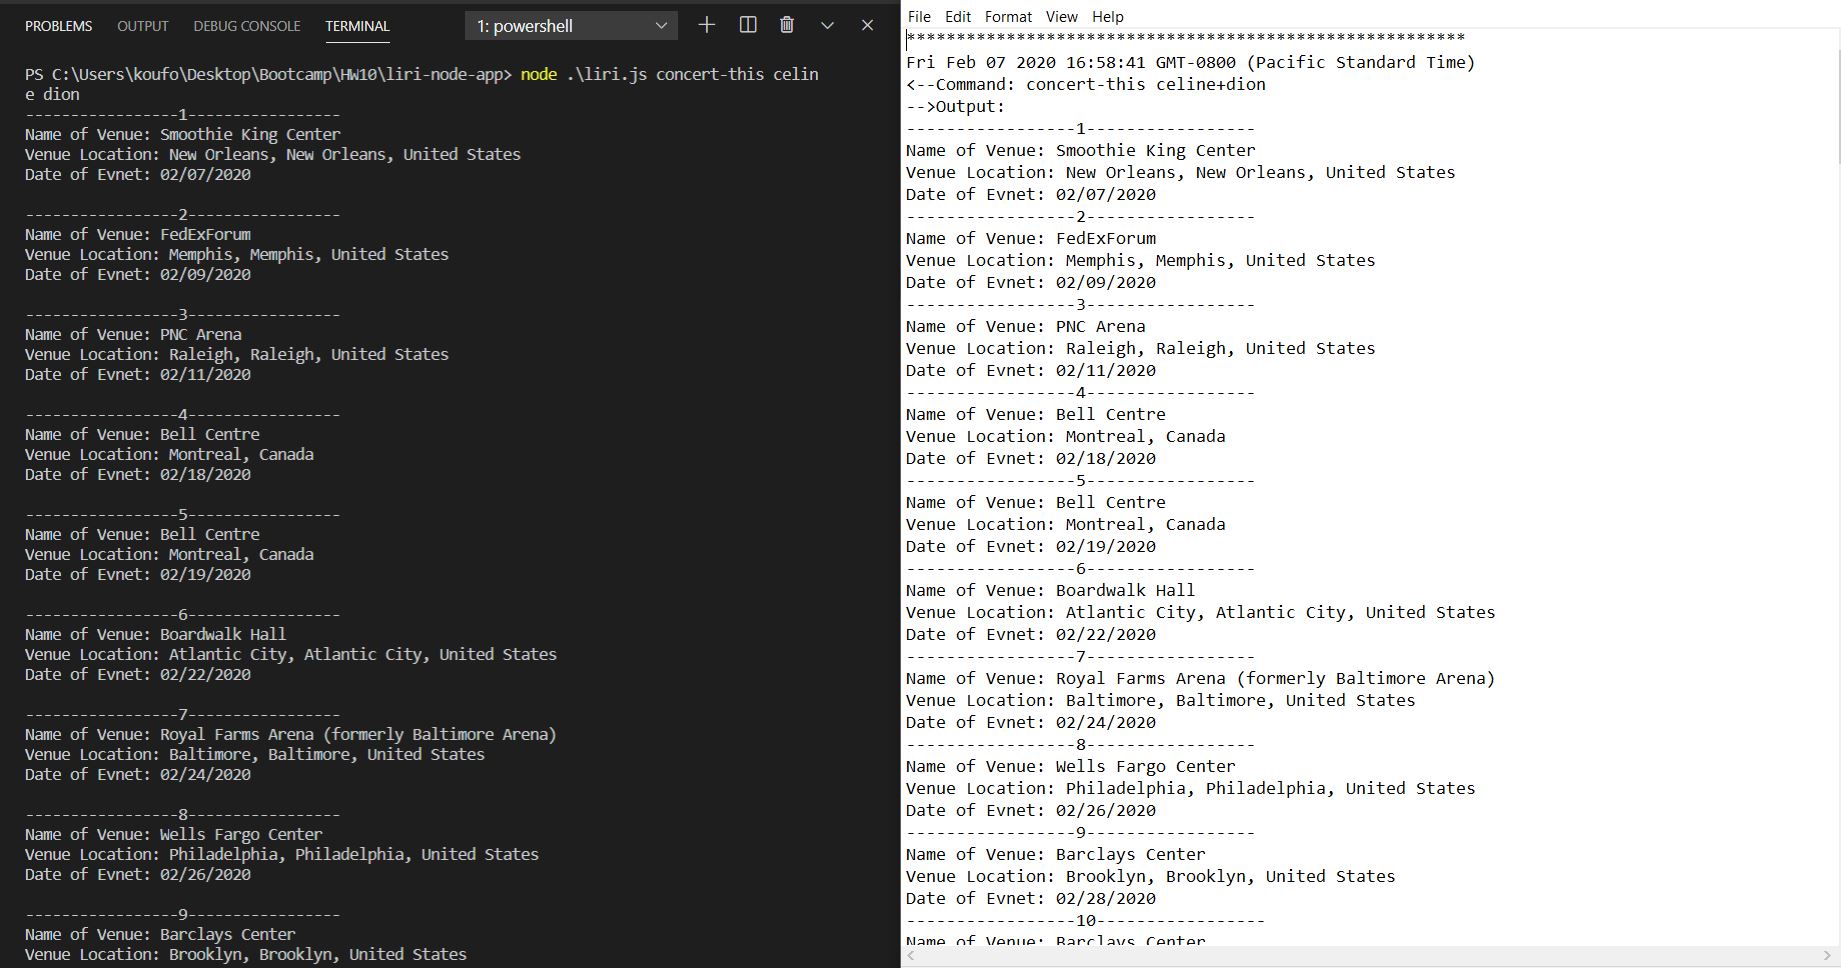 PROBLEMS OUTPUT DEBUG CONSOLE TERMINAL 1: powershell
PS C:\Users\koufo\Desktop\Bootcamp\HW10\liri-node-app> node .\liri.js concert-this celin
e dion
-----------------1-----------------
Name of Venue: Smoothie King Center
Venue Location: New Orleans, New Orleans, United States
Date of Evnet: 02/07/2020
-----------------2-----------------
Name of Venue: FedExForum
Venue Location: Memphis, Memphis, United States
Date of Evnet: 02/09/2020
-----------------3-----------------
Name of Venue: PNC Arena
Venue Location: Raleigh, Raleigh, United States
Date of Evnet: 02/11/2020
-----------------4-----------------
Name of Venue: Bell Centre
Venue Location: Montreal, Canada
Date of Evnet: 02/18/2020
-----------------5-----------------
Name of Venue: Bell Centre
Venue Location: Montreal, Canada
Date of Evnet: 02/19/2020
-----------------6-----------------
Name of Venue: Boardwalk Hall
Venue Location: Atlantic City, Atlantic City, United States
Date of Evnet: 02/22/2020
-----------------7-----------------
Name of Venue: Royal Farms Arena (formerly Baltimore Arena)
Venue Location: Baltimore, Baltimore, United States
Date of Evnet: 02/24/2020
-----------------8-----------------
Name of Venue: Wells Fargo Center
Venue Location: Philadelphia, Philadelphia, United States
Date of Evnet: 02/26/2020
-----------------9-----------------
Name of Venue: Barclays Center
Venue Location: Brooklyn, Brooklyn, United States
File Edit Format View Help
********************************************************
Fri Feb 07 2020 16:58:41 GMT-0800 (Pacific Standard Time)
<--Command: concert-this celine+dion
-->Output:
-----------------1-----------------
Name of Venue: Smoothie King Center
Venue Location: New Orleans, New Orleans, United States
Date of Evnet: 02/07/2020
-----------------2-----------------
Name of Venue: FedExForum
Venue Location: Memphis, Memphis, United States
Date of Evnet: 02/09/2020
-----------------3-----------------
Name of Venue: PNC Arena
Venue Location: Raleigh, Raleigh, United States
Date of Evnet: 02/11/2020
-----------------4-----------------
Name of Venue: Bell Centre
Venue Location: Montreal, Canada
Date of Evnet: 02/18/2020
-----------------5-----------------
Name of Venue: Bell Centre
Venue Location: Montreal, Canada
Date of Evnet: 02/19/2020
-----------------6-----------------
Name of Venue: Boardwalk Hall
Venue Location: Atlantic City, Atlantic City, United States
Date of Evnet: 02/22/2020
-----------------7-----------------
Name of Venue: Royal Farms Arena (formerly Baltimore Arena)
Venue Location: Baltimore, Baltimore, United States
Date of Evnet: 02/24/2020
-----------------8-----------------
Name of Venue: Wells Fargo Center
Venue Location: Philadelphia, Philadelphia, United States
Date of Evnet: 02/26/2020
-----------------9-----------------
Name of Venue: Barclays Center
Venue Location: Brooklyn, Brooklyn, United States
Date of Evnet: 02/28/2020
-----------------10-----------------
Name of Venue: Barclays Center